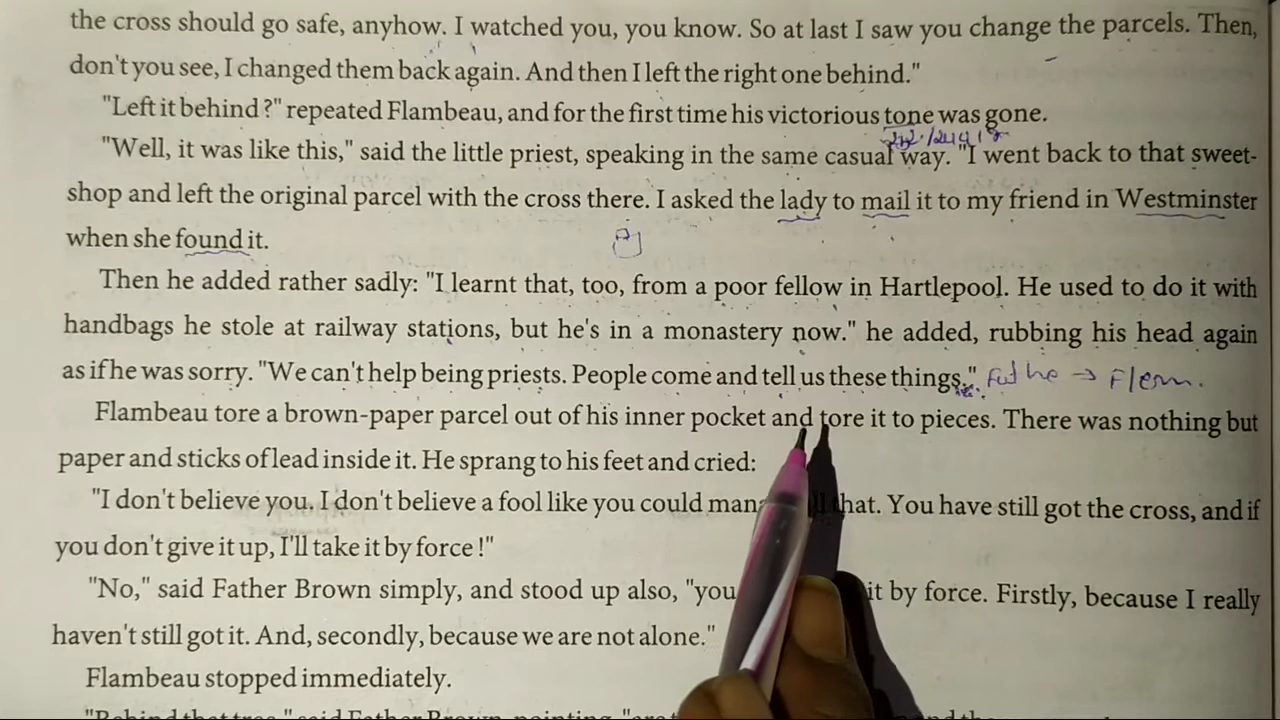 the cross should go safe, anyhow. I watched you, you know. So at last I saw you change the parcels. Then,
don't you see, I changed them back again. And then I left the right one behind."
"Left it behind ?" repeated Flambeau, and for the first time his victorious tone was gone.
"Well, it was like this," said the little priest, speaking in the same casual way. "I went back to that sweet-
shop and left the original parcel with the cross there. I asked the lady to mail it to my friend in Westminster
when she found it.
Then he added rather sadly: "I learnt that, too, from a poor fellow in Hartlepool. He used to do it with
handbags he stole at railway stations, but he's in a monastery now." he added, rubbing his head again
as if he was sorry. "We can't help being priests. People come and tell us these things."
Flambeau tore a brown-paper parcel out of his inner pocket and tore it to pieces. There was nothing but
paper and sticks of lead inside it. He sprang to his feet and cried:
"I don't believe you. I don't believe a fool like you could that. You have still got the cross, and if
you don't give it up, I'll take it by force !"
"No," said Father Brown simply, and stood up also, "you it by force. Firstly, because I really
haven't still got it. And, secondly, because we are not alone."
Flambeau stopped immediately.